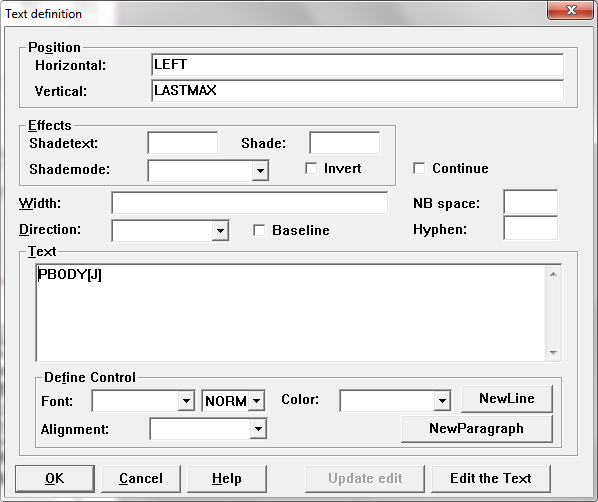 Text definition
Position
Horizontal: LEFT
Vertical: LASTMAX
Effects
Shadetext: Shade:
Shademode: Invert Continue
Width: NB space:
Direction: Baseline Hyphen:
Text
PBODY[J]
Define Control
Font: NORM Color: NewLine
Alignment: NewParagraph
OK Cancel Help Update edit Edit the Text